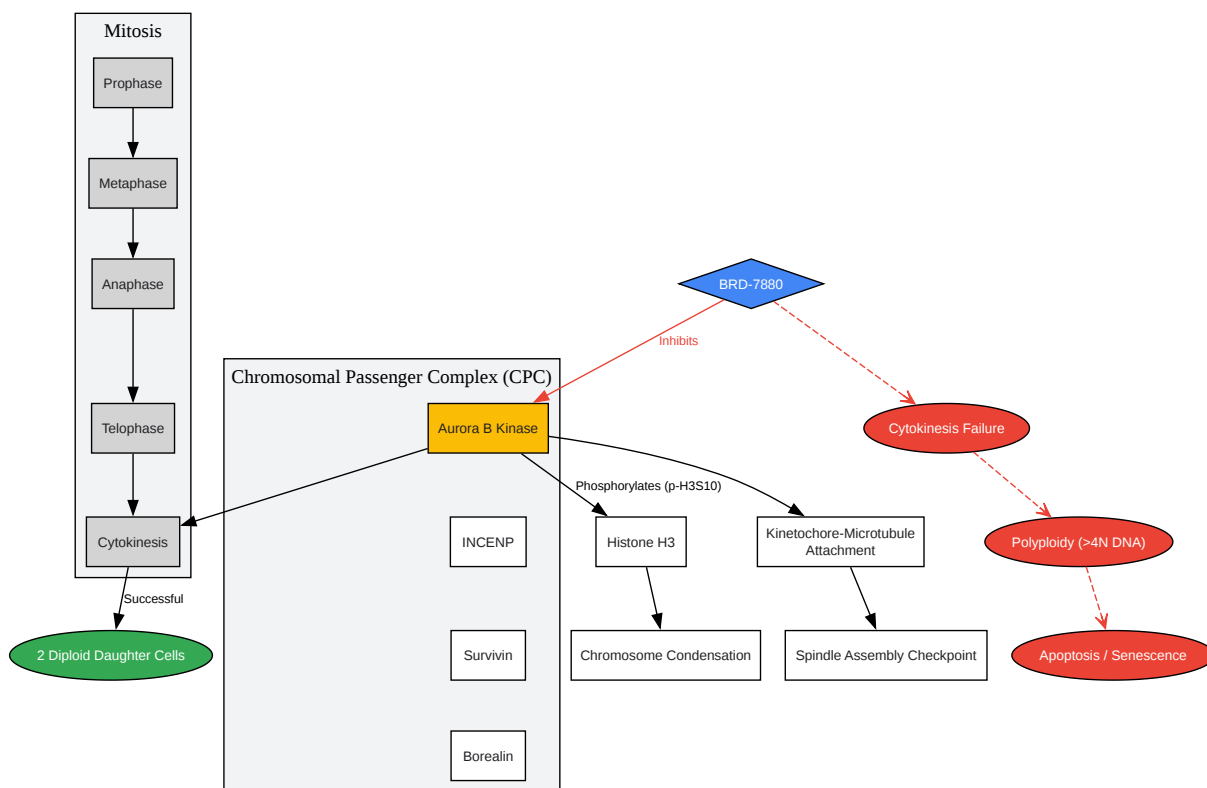 Mitosis
Prophase
Metaphase
Anaphase
BRD-7880
Inhibits
Chromosomal Passenger Complex (CPC)
Telophase
Aurora B Kinase
Cytokinesis Failure
Phosphorylates (p-H3S10)
Cytokinesis
INCENP
Histone H3
Kinetochore-Microtubule
Attachment
Polyploidy (>4N DNA)
Successful
2 Diploid Daughter Cells
Survivin
Chromosome Condensation
Spindle Assembly Checkpoint
Apoptosis / Senescence
Borealin